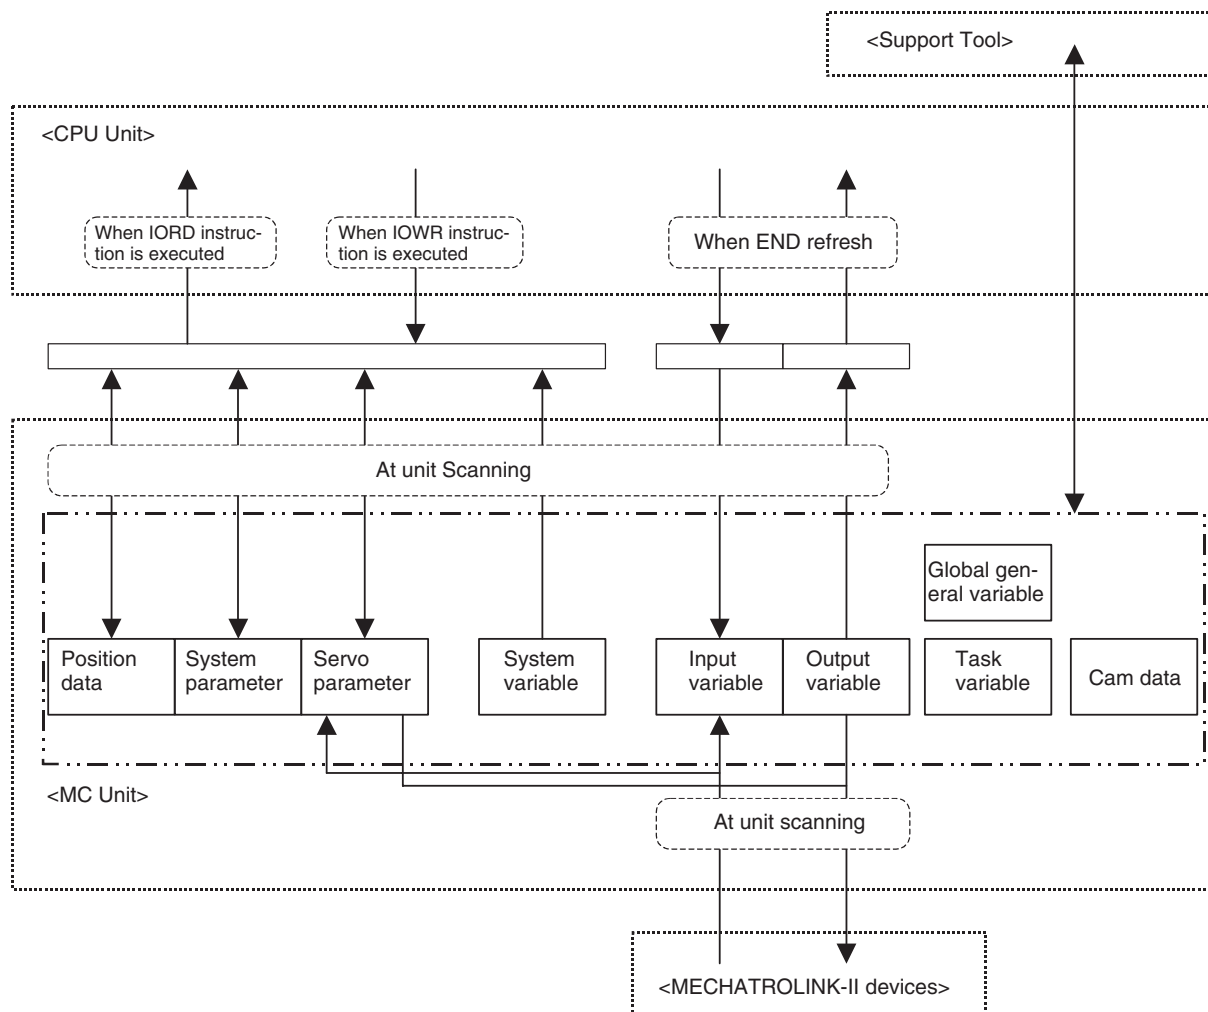 <Support Tool>
<CPU Unit>
When IORD instruc-
tion is executed
When IOWR instruc-
tion is executed
When END refresh
At unit Scanning
Global gen-
eral variable
Position
data
System
parameter
Servo
parameter
System
variable
Input
variable
Output
variable
Task
variable
Cam data
<MC Unit>
At unit scanning
<MECHATROLINK-II devices>